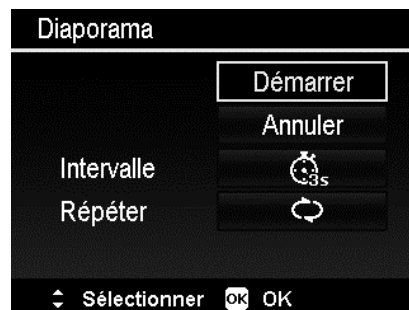 Diaporama
Démarrer
Annuler
Intervalle 3s
Répéter
Sélectionner OK OK